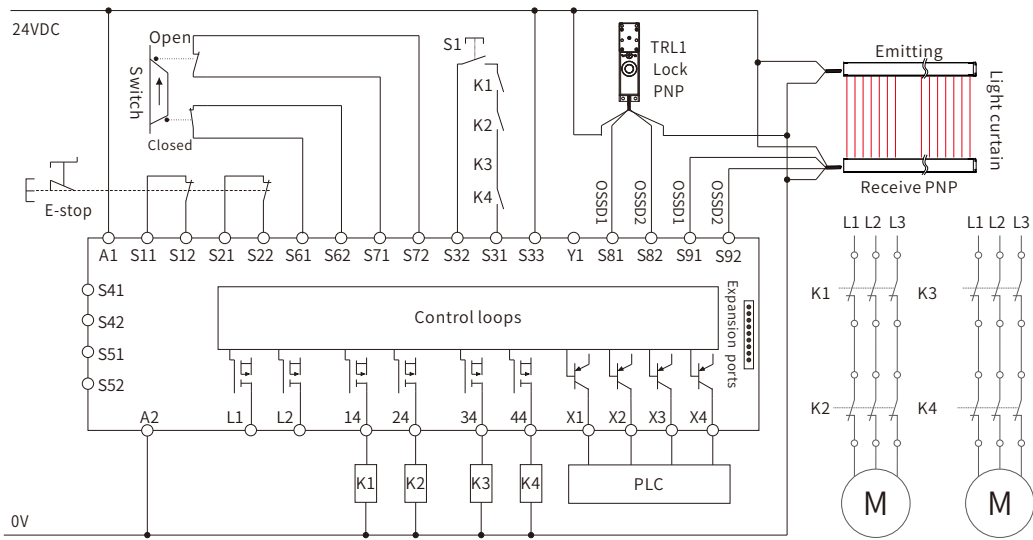 24VDC
Open
Switch
Closed
E-stop
S1
K1
K2
K3
K4
TRL1
Lock
PNP
Emitting
Light curtain
Receive PNP
OSSD1
OSSD2
OSSD1
OSSD2
A1 S11 S12 S21 S22 S61 S62 S71 S72 S32 S31 S33 Y1 S81 S82 S91 S92
S41
S42
S51
S52
Control loops
Expansion ports
A2 L1 L2 14 24 34 44 X1 X2 X3 X4
K1 K2 K3 K4 PLC
0V
L1 L2 L3 L1 L2 L3
K1 K3
K2 K4
M M